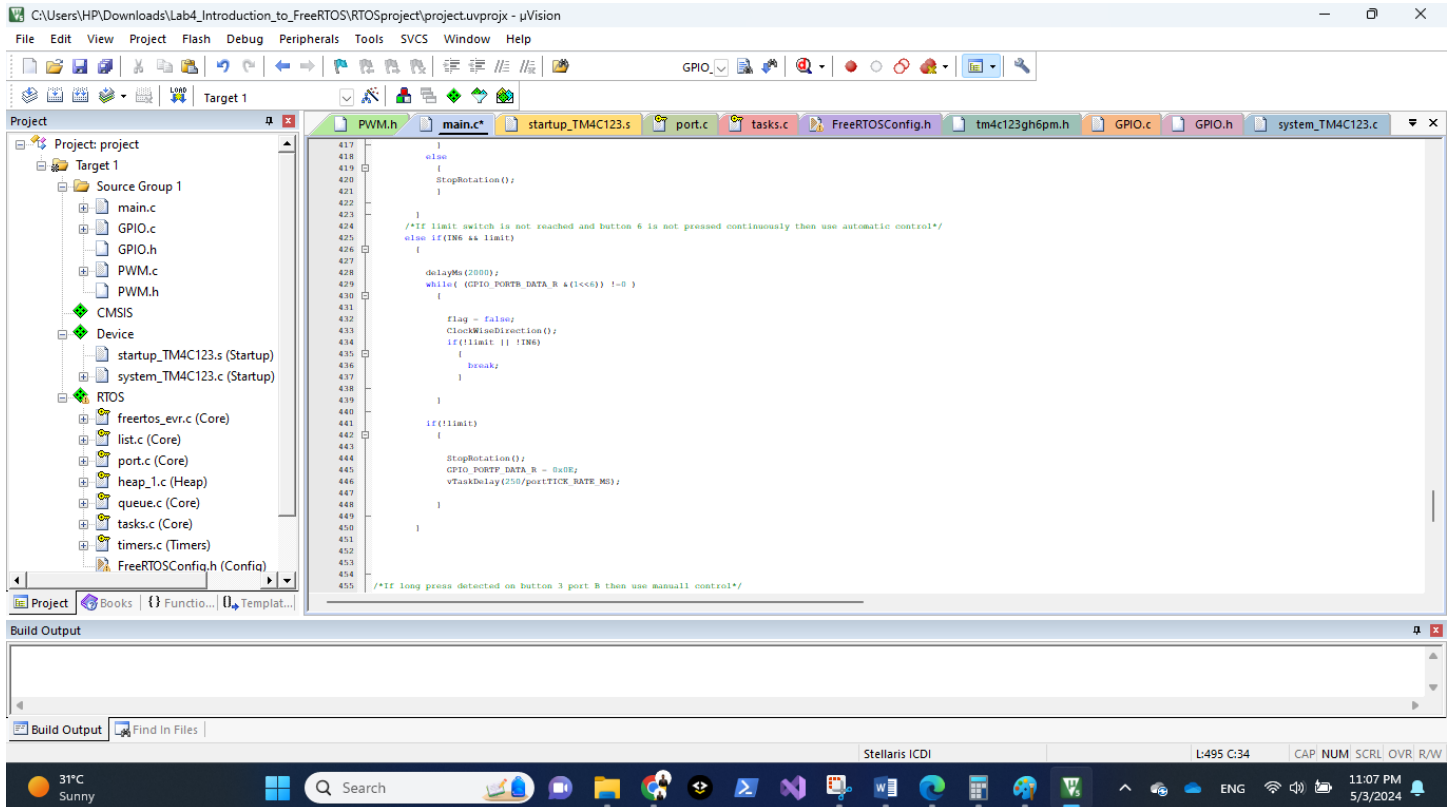 C:\Users\HP\Downloads\Lab4_Introduction_to_FreeRTOS\RTOSproject\project.uvprojx - µVision
File Edit View Project Flash Debug Peripherals Tools SVCS Window Help
GPIO_
LOAD Target 1
Project
PWM.h main.c* startup_TM4C123.s port.c tasks.c FreeRTOSConfig.h tm4c123gh6pm.h GPIO.c GPIO.h system_TM4C123.c
Project: project
Target 1
Source Group 1
main.c
GPIO.c
GPIO.h
PWM.c
PWM.h
CMSIS
Device
startup_TM4C123.s (Startup)
system_TM4C123.c (Startup)
RTOS
freertos_evr.c (Core)
list.c (Core)
port.c (Core)
heap_1.c (Heap)
queue.c (Core)
tasks.c (Core)
timers.c (Timers)
FreeRTOSConfig.h (Config)
Project Books {} Functio... Templat...
417 }
418 else
419 {
420 StopRotation();
421 }
422
423 }
424 /*If limit switch is not reached and button 6 is not pressed continuously then use automatic control*/
425 else if(IN6 && limit)
426 {
427
428 delayMs(2000);
429 while( (GPIO_PORTB_DATA_R &(1<<6)) !=0 )
430 {
431
432 flag = false;
433 ClockWiseDirection();
434 if(!limit || !IN6)
435 {
436 break;
437 }
438
439 }
440
441 if(!limit)
442 {
443
444 StopRotation();
445 GPIO_PORTF_DATA_R = 0x0E;
446 vTaskDelay(250/portTICK_RATE_MS);
447
448 }
449
450 }
451
452
453
454
455 /*If long press detected on button 3 port B then use manuall control*/
Build Output
Build Output Find In Files
Stellaris ICDI L:495 C:34 CAP NUM SCRL OVR R/W
31°C
Sunny
Search
ENG
11:07 PM
5/3/2024